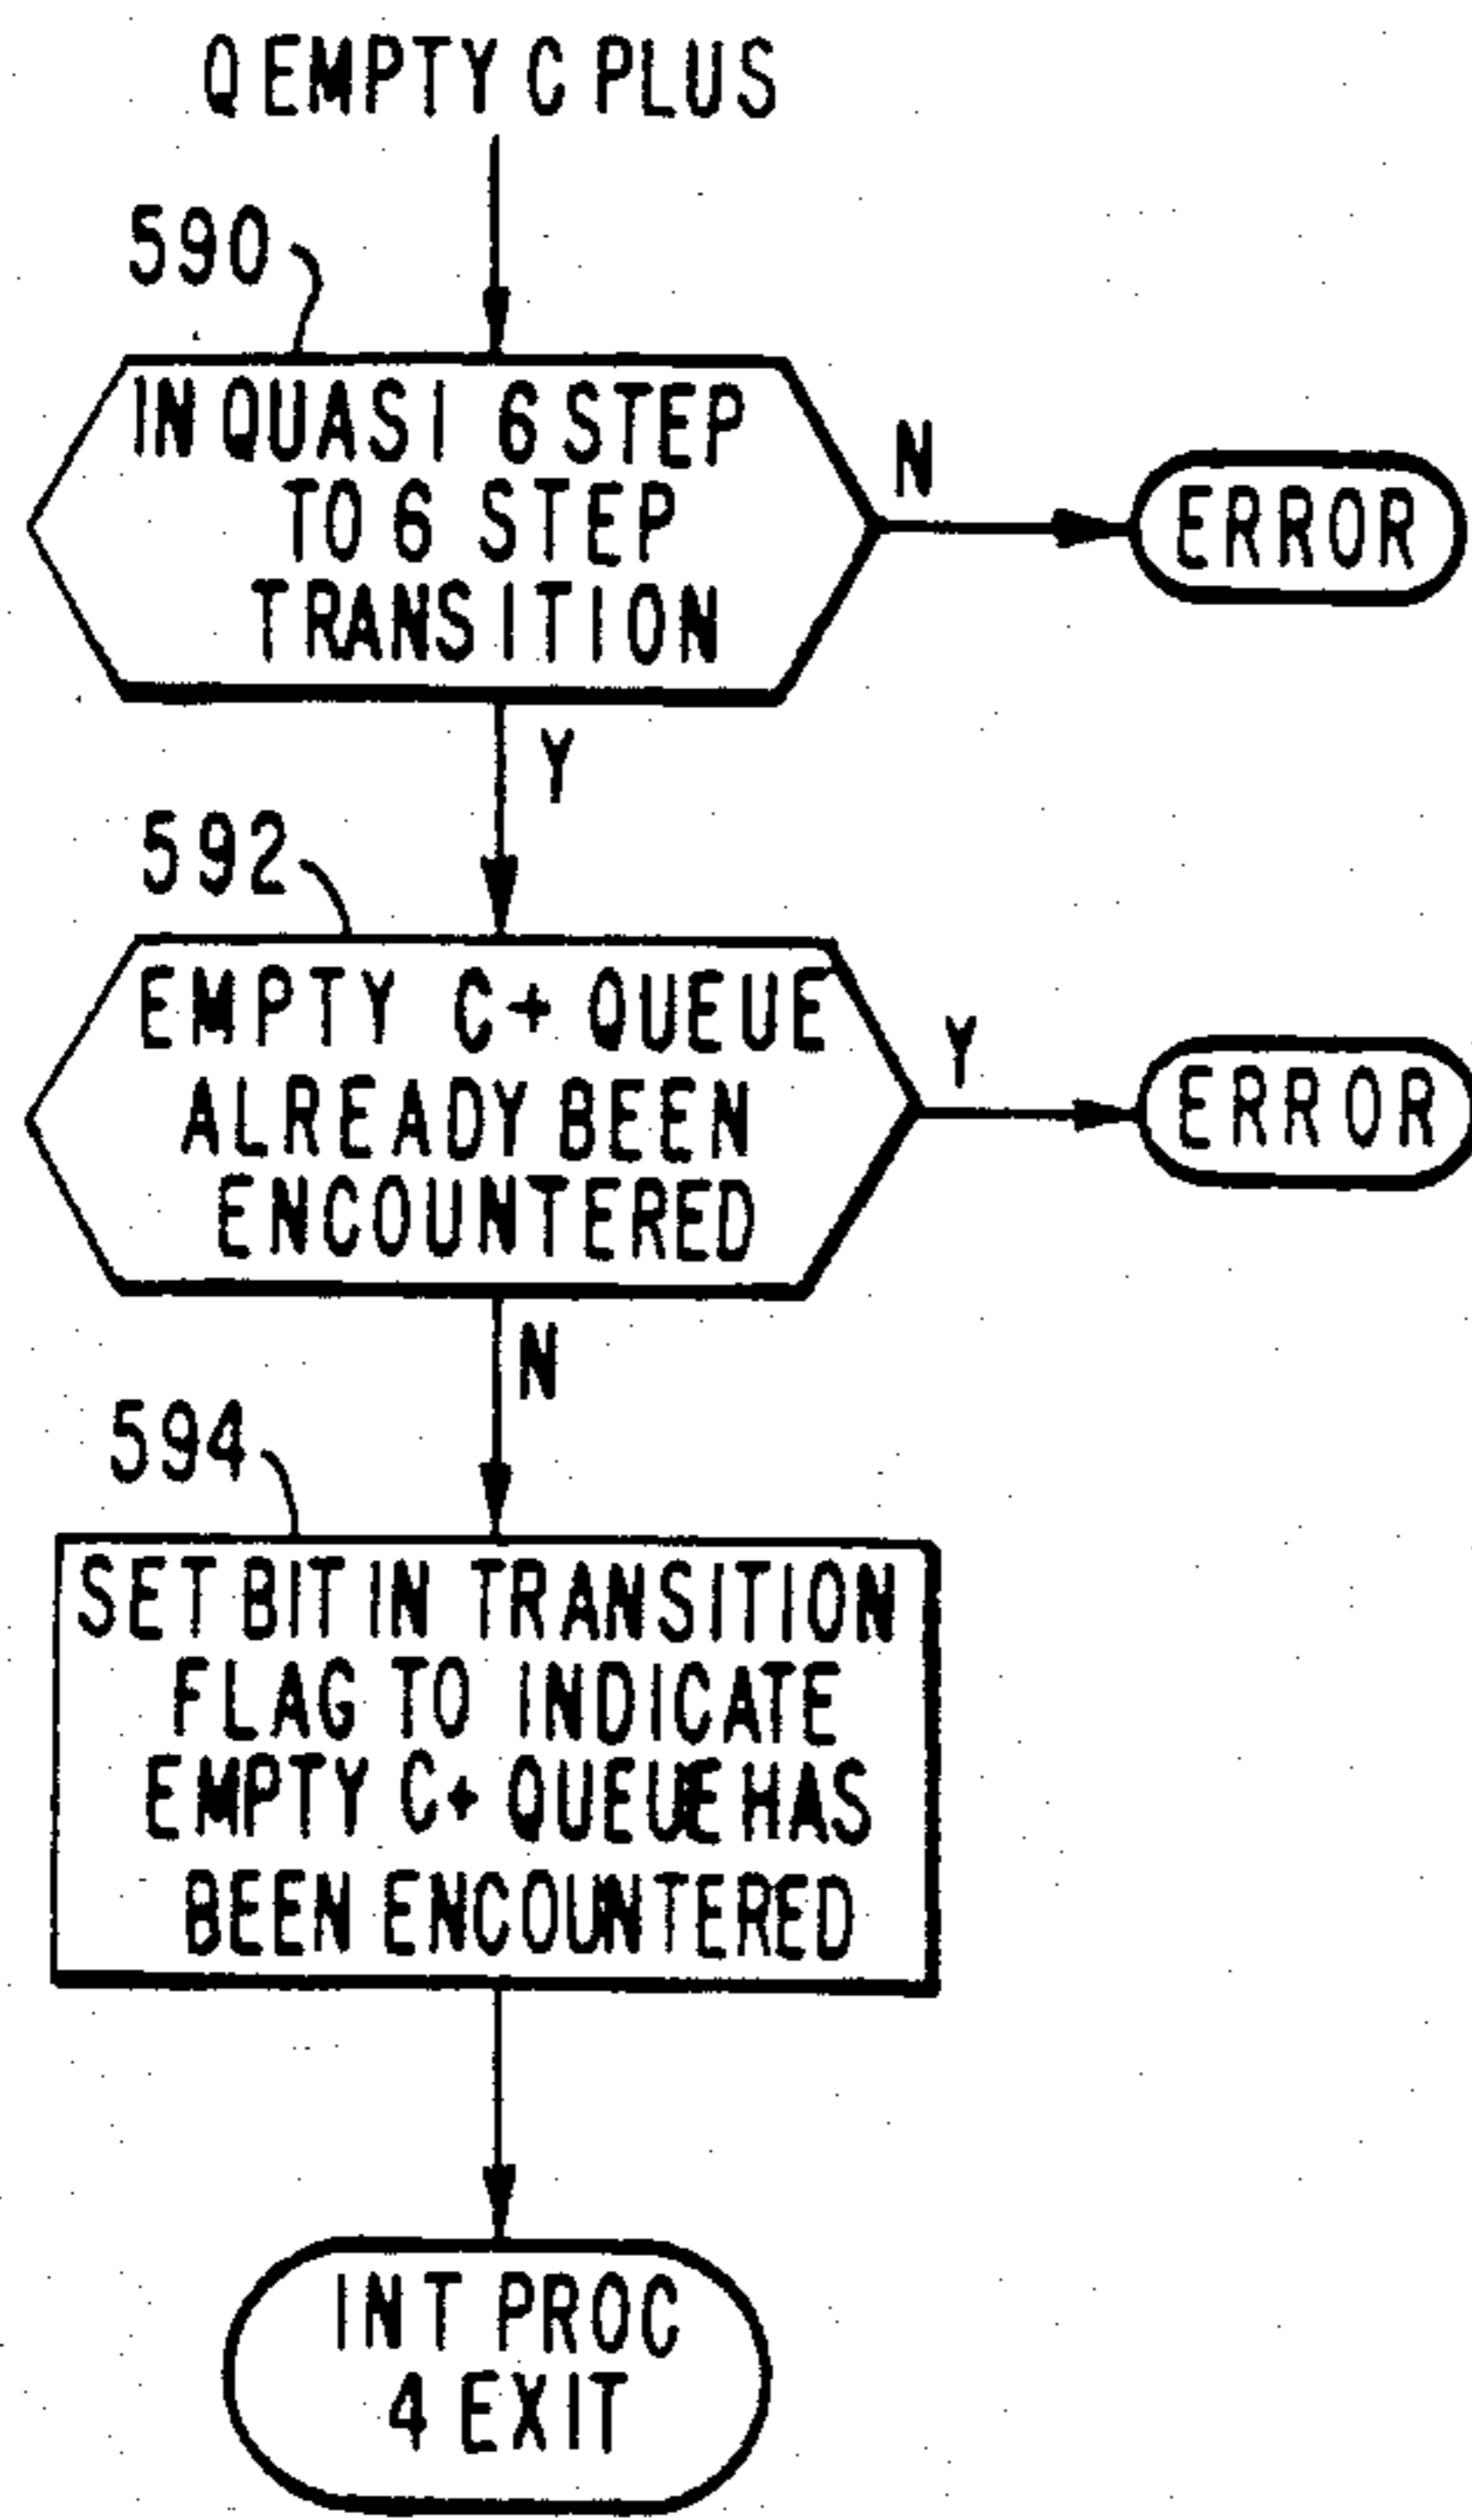 Q EMPTY C PLUS
590
IN QUASI 6 STEP
TO 6 STEP
TRANSITION
N
ERROR
Y
592
EMPTY C+ QUEUE
ALREADY BEEN
ENCOUNTERED
Y
ERROR
N
594
SET BIT IN TRANSITION
FLAG TO INDICATE
EMPTY C+ QUEUE HAS
BEEN ENCOUNTERED
INT PROC
4 EXIT